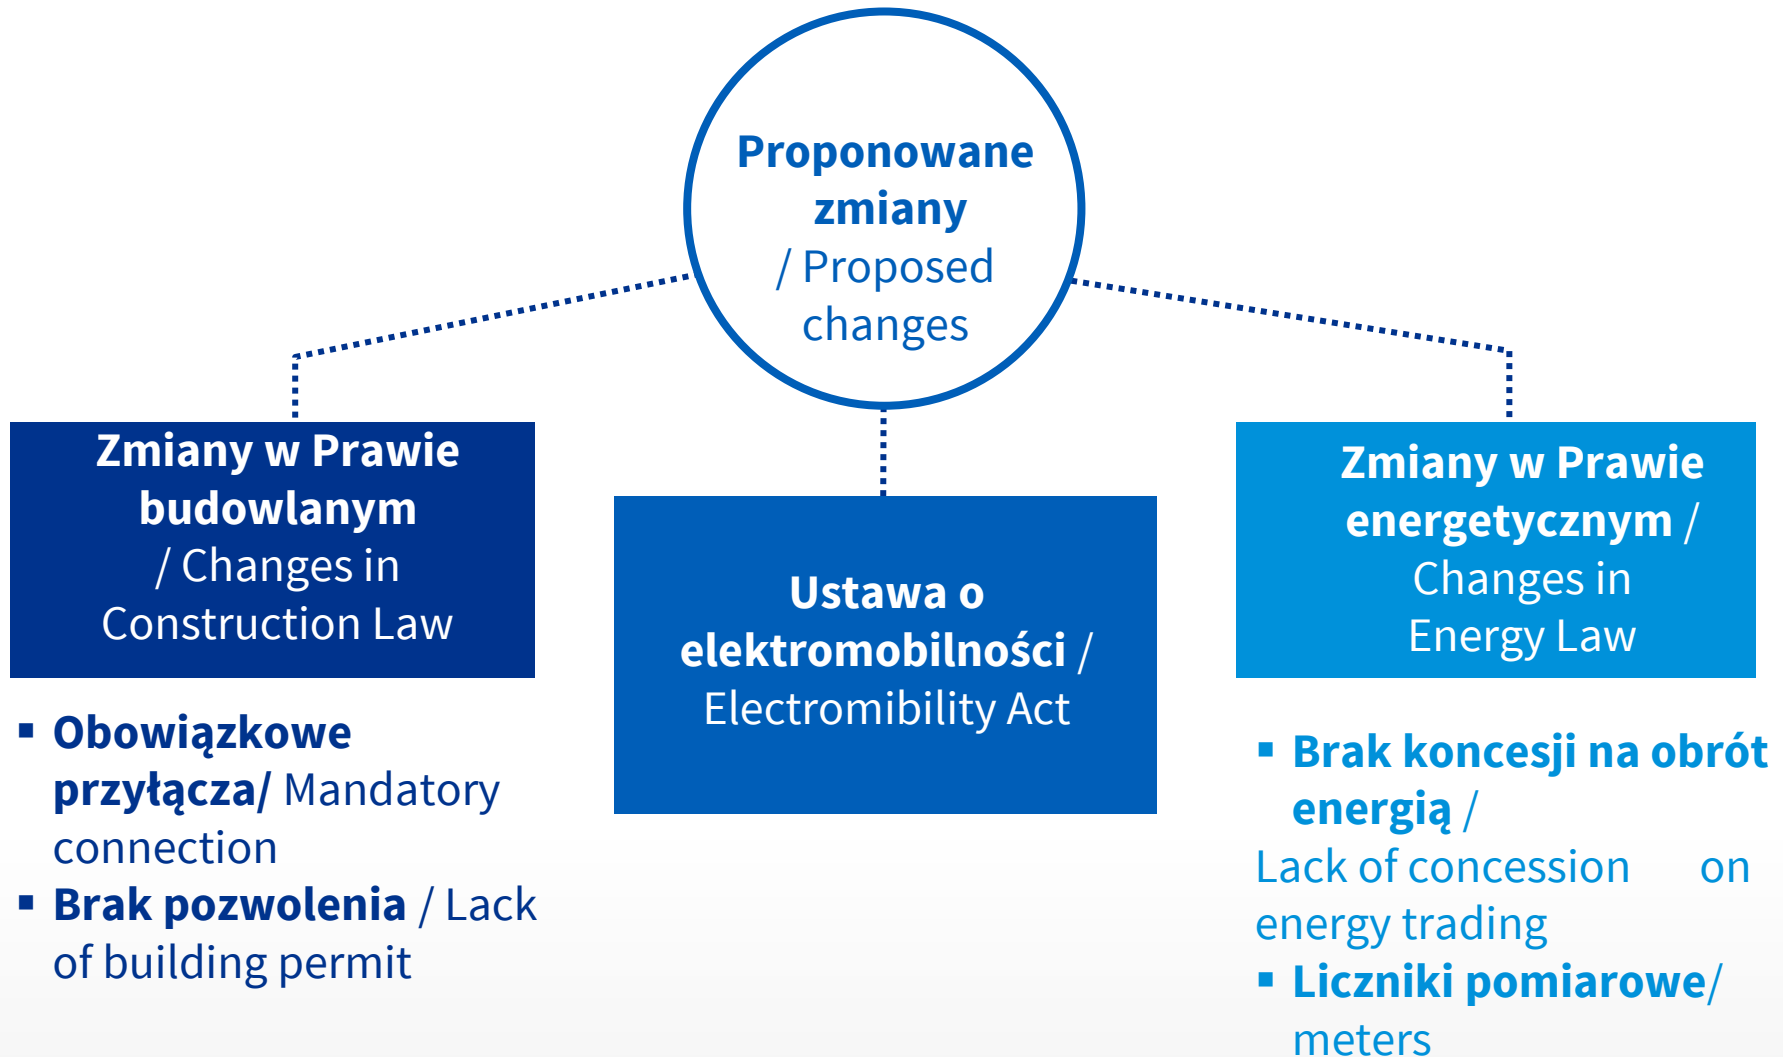 Proponowane
zmiany
/ Proposed
changes
Zmiany w Prawie
budowlanym
/ Changes in
Construction Law
▪ Obowiązkowe
przyłącza/ Mandatory
connection
▪ Brak pozwolenia / Lack
of building permit
Ustawa o
elektromobilności /
Electromibility Act
Zmiany w Prawie
energetycznym /
Changes in
Energy Law
▪ Brak koncesji na obrót
energią /
Lack of concession on
energy trading
▪ Liczniki pomiarowe/
meters